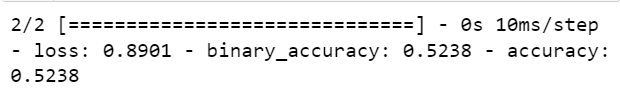 2/2 [==============================] - 0s 10ms/step
- loss: 0.8901 - binary_accuracy: 0.5238 - accuracy:
0.5238